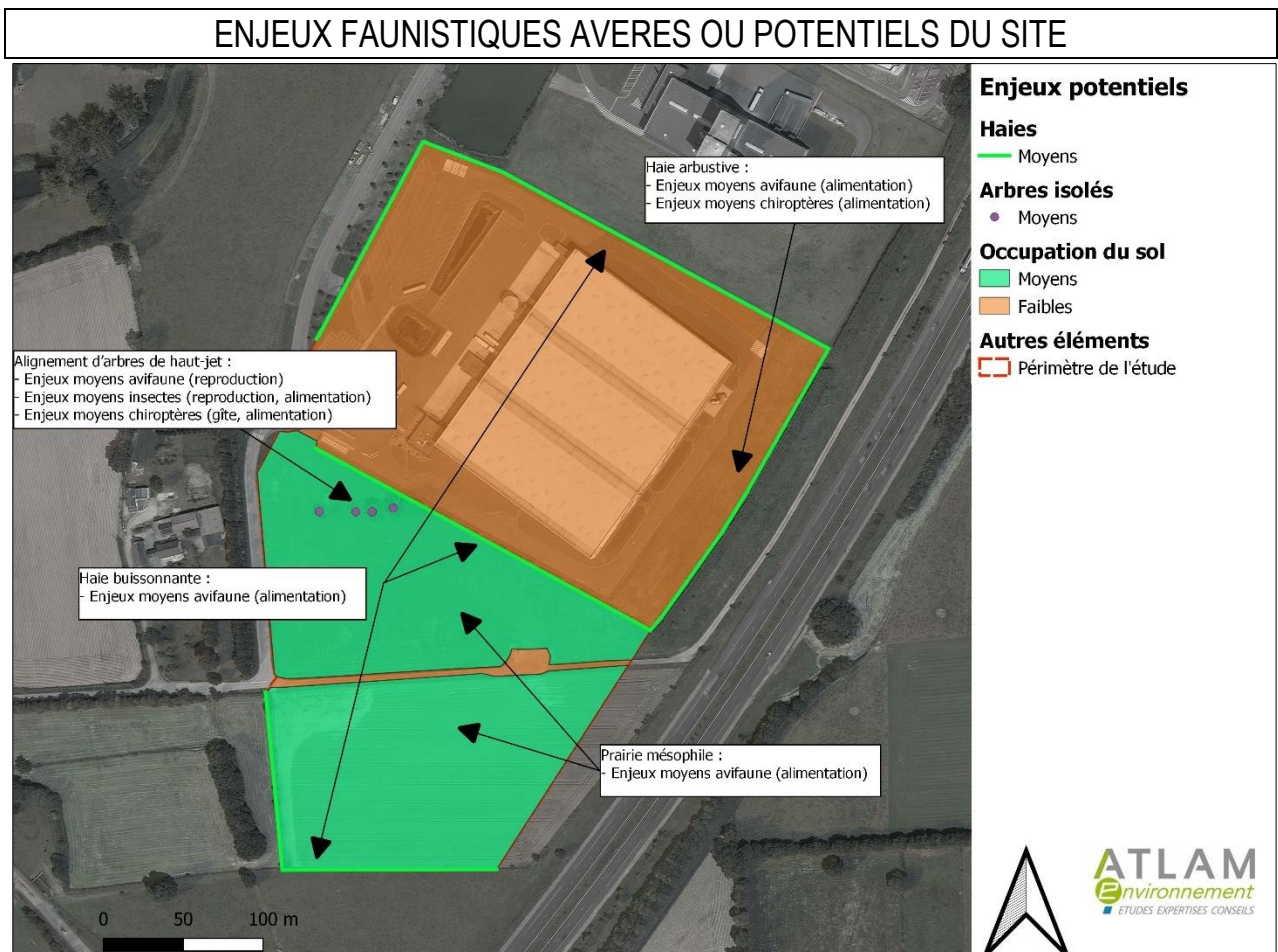 ENJEUX FAUNISTIQUES AVERES OU POTENTIELS DU SITE
Haie arbustive :
- Enjeux moyens avifaune (alimentation)
- Enjeux moyens chiroptères (alimentation)
Alignement d'arbres de haut-jet :
- Enjeux moyens avifaune (reproduction)
- Enjeux moyens insectes (reproduction, alimentation)
- Enjeux moyens chiroptères (gîte, alimentation)
Haie buissonnante :
- Enjeux moyens avifaune (alimentation)
Prairie mésophile :
- Enjeux moyens avifaune (alimentation)
0 50 100 m
Enjeux potentiels
Haies
Moyens
Arbres isolés
Moyens
Occupation du sol
Moyens
Faibles
Autres éléments
Périmètre de l'étude
ATLAM
Environnement
ETUDES EXPERTISES CONSEILS